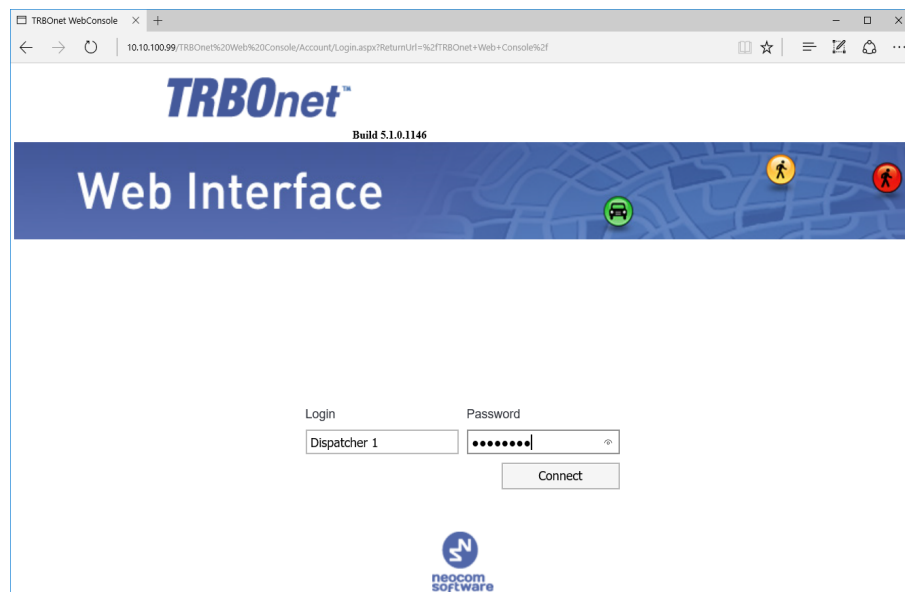 TRBOnet WebConsole
10.10.100.99/TRBOnet%20Web%20Console/Account/Login.aspx?ReturnUrl=%2fTRBOnet+Web+Console%2f
TRBOnet™
Build 5.1.0.1146
Web Interface
Login
Password
Dispatcher 1
••••••••
Connect
neocom
software